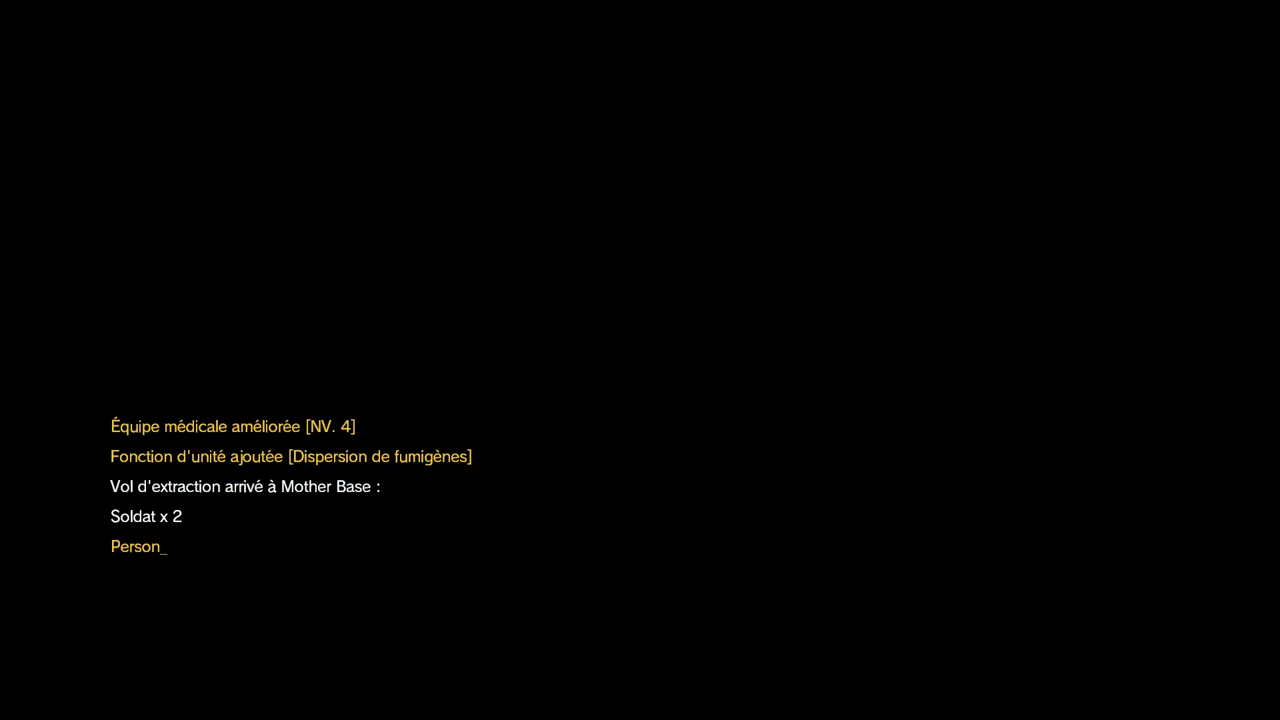 Équipe médicale améliorée [NV. 4]
Fonction d'unité ajoutée [Dispersion de fumigènes]
Vol d'extraction arrivé à Mother Base :
Soldat x 2
Person_